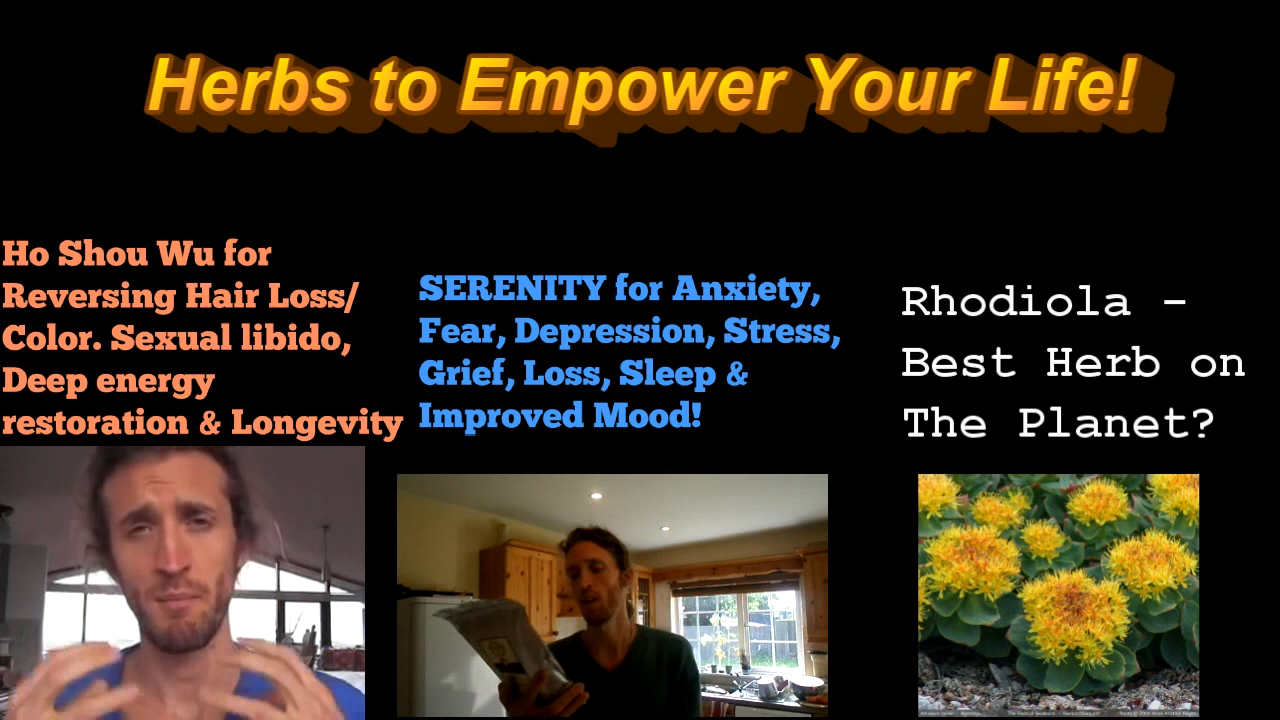 Herbs to Empower Your Life!
Ho Shou Wu for
Reversing Hair Loss/
Color. Sexual libido,
Deep energy
restoration & Longevity
SERENITY for Anxiety,
Fear, Depression, Stress,
Grief, Loss, Sleep &
Improved Mood!
Rhodiola -
Best Herb on
The Planet?